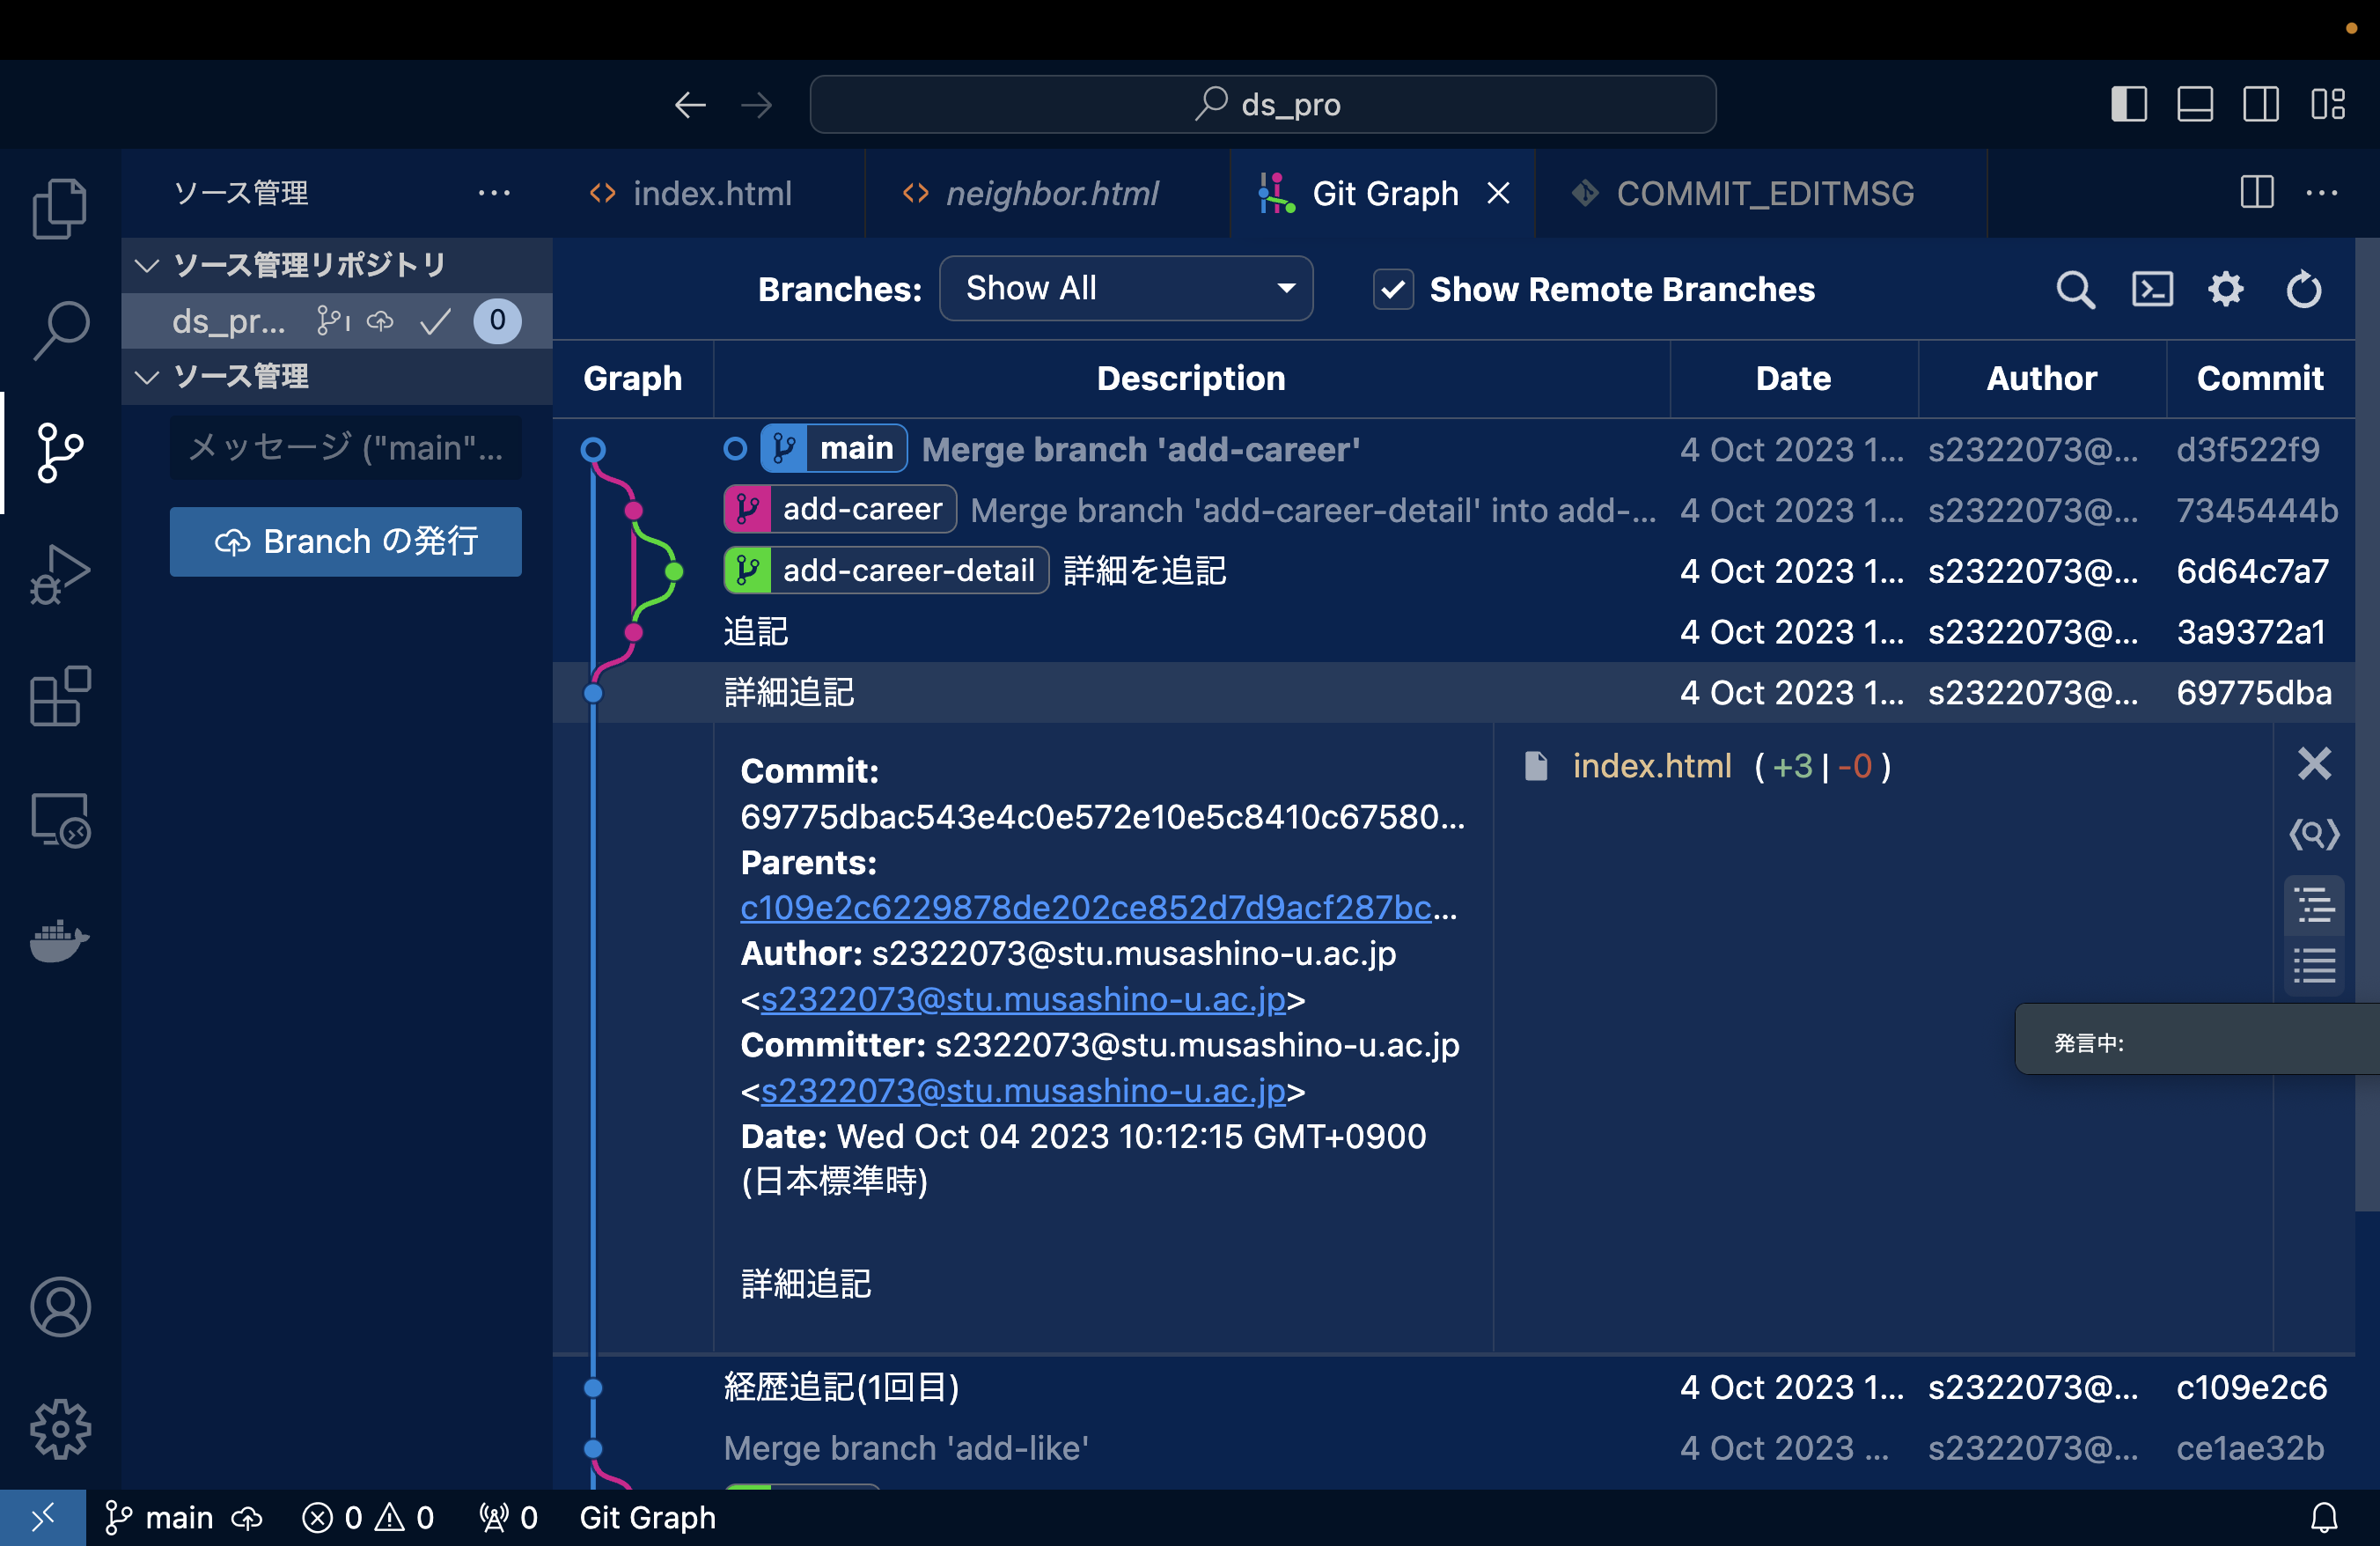 ds_pro
ソース管理
index.html
neighbor.html
Git Graph
COMMIT_EDITMSG
ソース管理リポジトリ
ds_pr...
0
ソース管理
メッセージ ("main"...
Branch の発行
Branches:
Show All
Show Remote Branches
Graph Description Date Author Commit
main Merge branch 'add-career' 4 Oct 2023 1... s2322073@... d3f522f9
add-career Merge branch 'add-career-detail' into add-... 4 Oct 2023 1... s2322073@... 7345444b
add-career-detail 詳細を追記 4 Oct 2023 1... s2322073@... 6d64c7a7
追記 4 Oct 2023 1... s2322073@... 3a9372a1
詳細追記 4 Oct 2023 1... s2322073@... 69775dba
Commit:
69775dbac543e4c0e572e10e5c8410c67580...
Parents:
c109e2c6229878de202ce852d7d9acf287bc...
Author: s2322073@stu.musashino-u.ac.jp
<s2322073@stu.musashino-u.ac.jp>
Committer: s2322073@stu.musashino-u.ac.jp
<s2322073@stu.musashino-u.ac.jp>
Date: Wed Oct 04 2023 10:12:15 GMT+0900
(日本標準時)
詳細追記
index.html (+3|-0)
発言中:
経歴追記(1回目) 4 Oct 2023 1... s2322073@... c109e2c6
Merge branch 'add-like' 4 Oct 2023 ... s2322073@... ce1ae32b
main 0 0 0 Git Graph